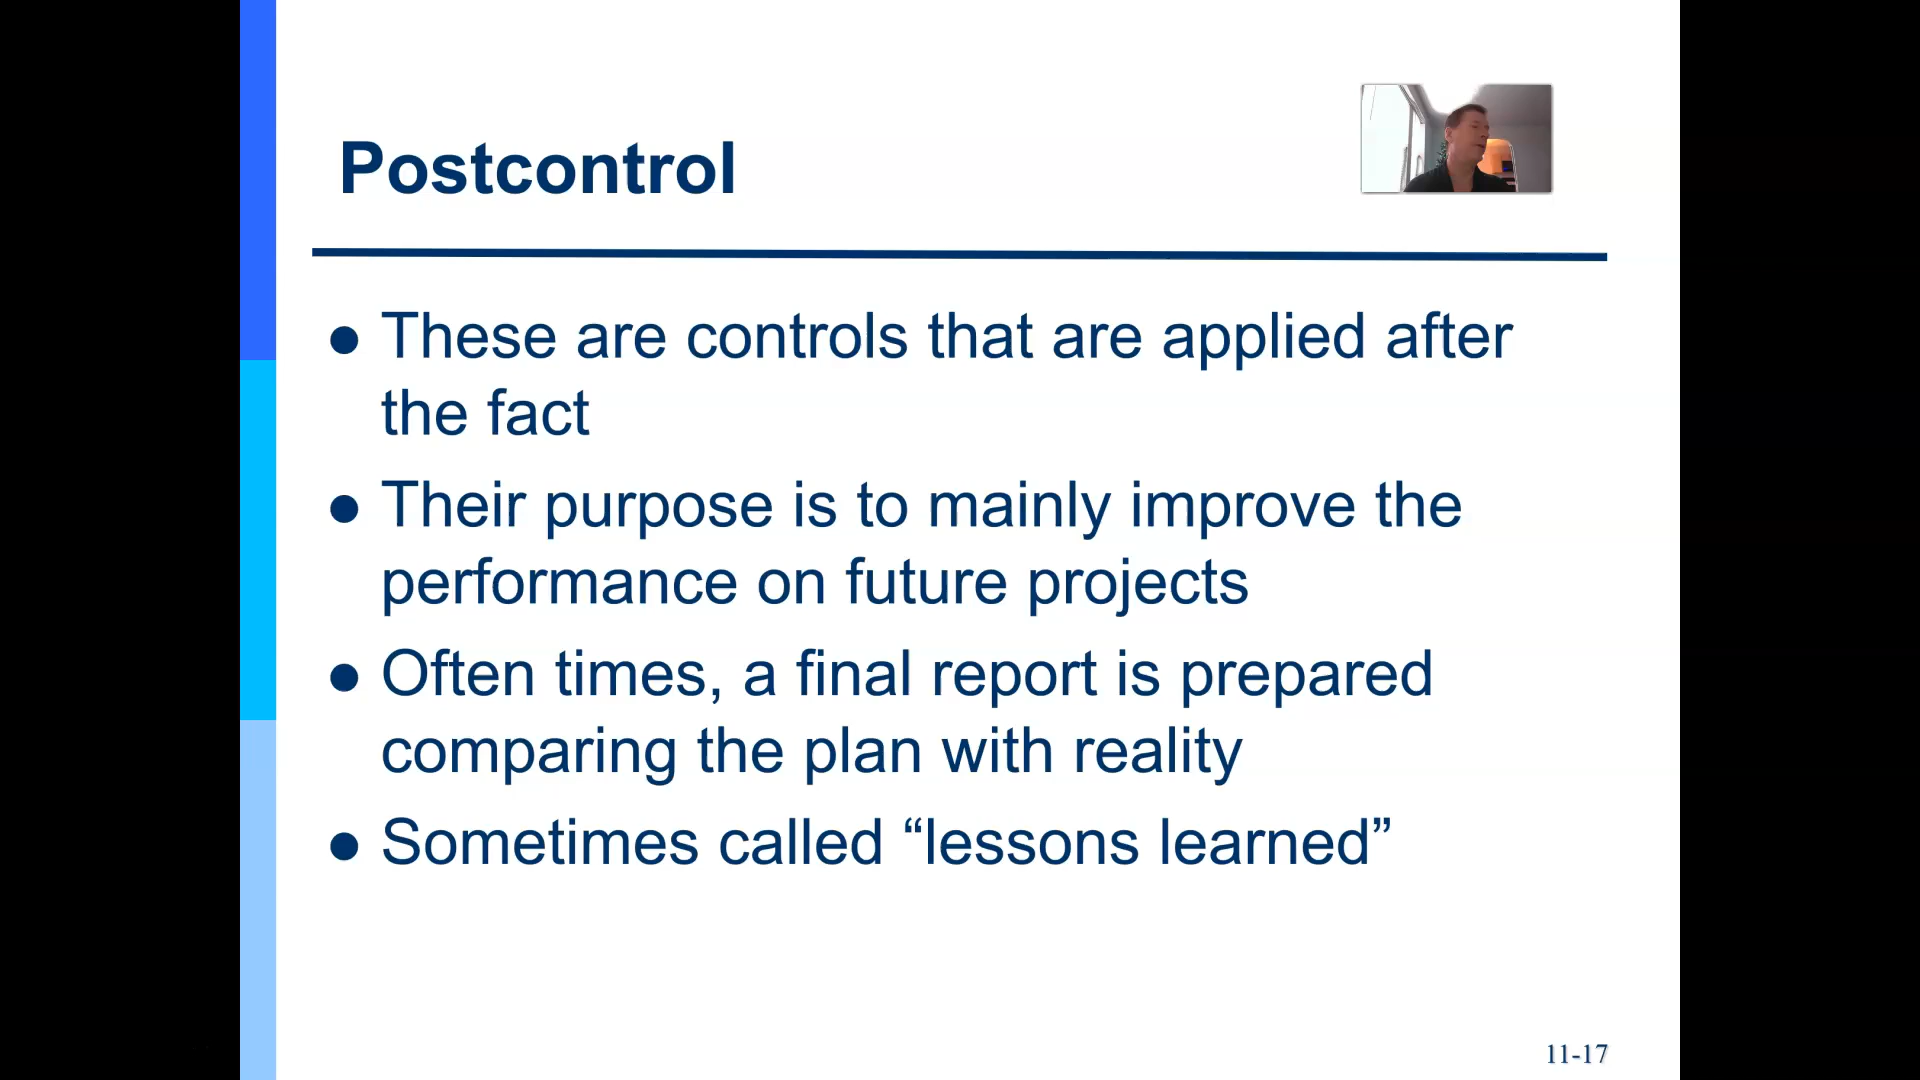 Postcontrol
These are controls that are applied after
the fact
Their purpose is to mainly improve the
performance on future projects
Often times, a final report is prepared
comparing the plan with reality
Sometimes called “lessons learned”
11-17